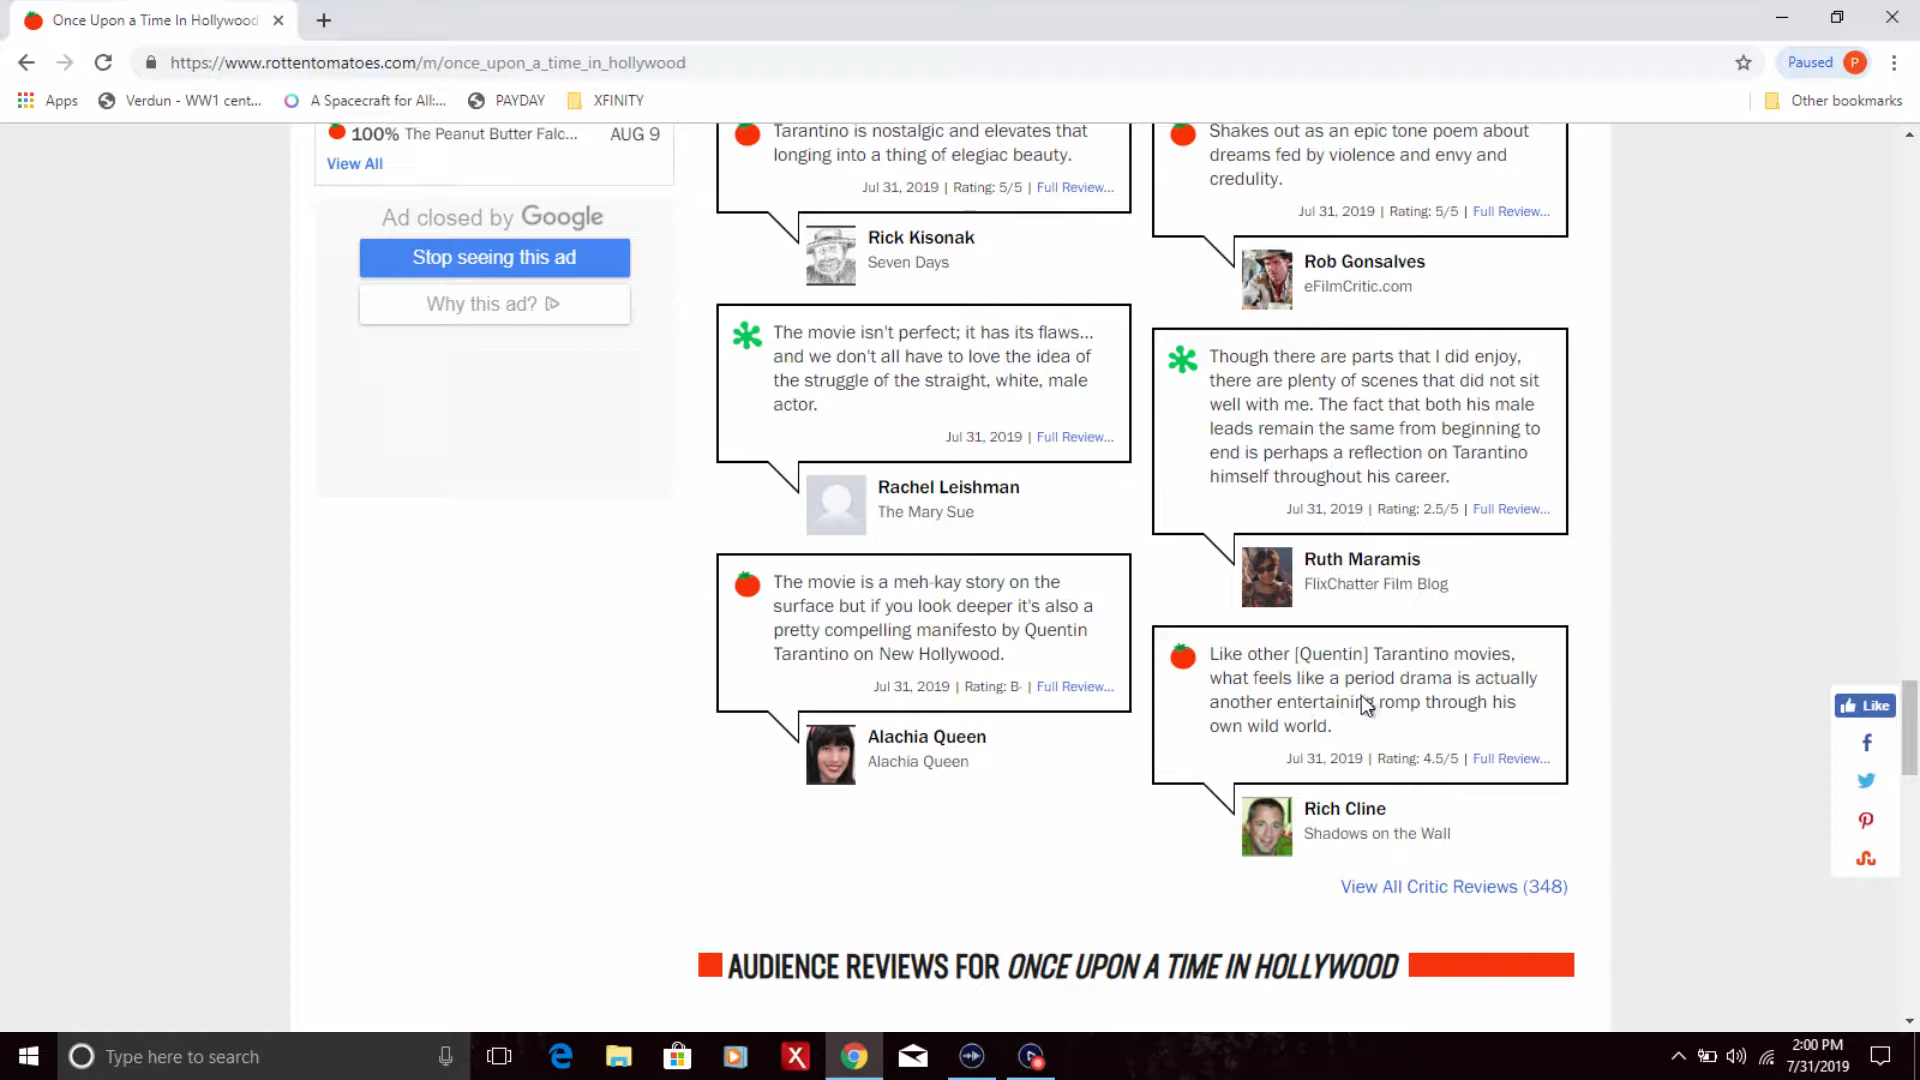 Once Upon a Time In Hollywood
https://www.rottentomatoes.com/m/once_upon_a_time_in_hollywood
Paused
P
Apps
Verdun - WW1 cent...
A Spacecraft for All:...
PAYDAY
XFINITY
Other bookmarks
100% The Peanut Butter Falc... AUG 9
View All
Ad closed by Google
Stop seeing this ad
Why this ad?
Tarantino is nostalgic and elevates that
longing into a thing of elegiac beauty.
Jul 31, 2019 | Rating: 5/5 | Full Review...
Rick Kisonak
Seven Days
The movie isn't perfect; it has its flaws...
and we don't all have to love the idea of
the struggle of the straight, white, male
actor.
Jul 31, 2019 | Full Review...
Rachel Leishman
The Mary Sue
The movie is a meh-kay story on the
surface but if you look deeper it's also a
pretty compelling manifesto by Quentin
Tarantino on New Hollywood.
Jul 31, 2019 | Rating: B- | Full Review...
Alachia Queen
Alachia Queen
Shakes out as an epic tone poem about
dreams fed by violence and envy and
credulity.
Jul 31, 2019 | Rating: 5/5 | Full Review...
Rob Gonsalves
eFilmCritic.com
Though there are parts that I did enjoy,
there are plenty of scenes that did not sit
well with me. The fact that both his male
leads remain the same from beginning to
end is perhaps a reflection on Tarantino
himself throughout his career.
Jul 31, 2019 | Rating: 2.5/5 | Full Review...
Ruth Maramis
FlixChatter Film Blog
Like other [Quentin] Tarantino movies,
what feels like a period drama is actually
another entertaining romp through his
own wild world.
Jul 31, 2019 | Rating: 4.5/5 | Full Review...
Rich Cline
Shadows on the Wall
View All Critic Reviews (348)
AUDIENCE REVIEWS FOR ONCE UPON A TIME IN HOLLYWOOD
Like
Type here to search
2:00 PM
7/31/2019